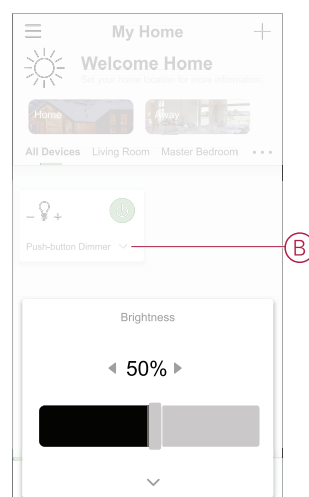 My Home
Welcome Home
Set your home location for more information
Home Away
All Devices Living Room Master Bedroom
Push-button Dimmer
B
Brightness
50%